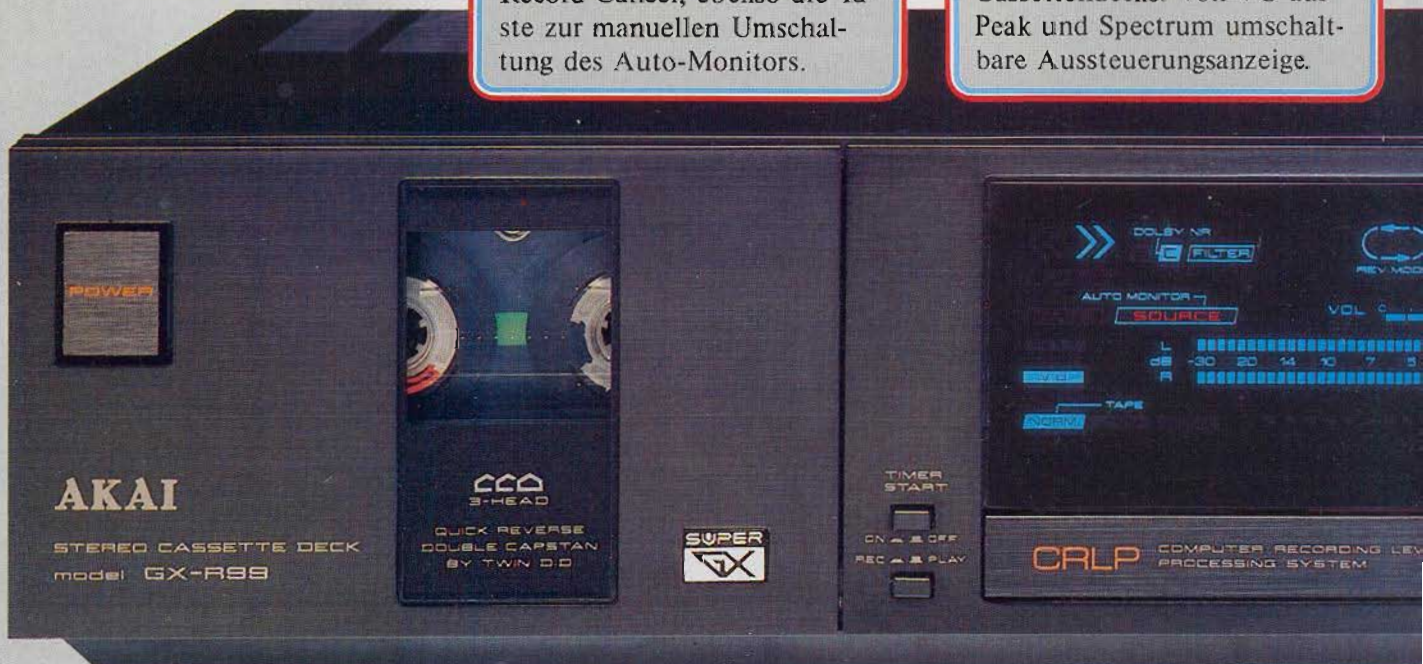 ste zur manuellen Umschal-
tung des Auto-Monitors.
Peak und Spectrum umschalt-
bare Aussteuerungsanzeige.
POWER
AKAI
STEREO CASSETTE DECK
model GX-R99
3-HEAD
QUICK REVERSE
DOUBLE CAPSTAN
BY TWIN D.D
SUPER
GX
TIMER
START
ON OFF
REC PLAY
DOLBY NR
C FILTER
REV. MODE
AUTO MONITOR
SOURCE
VOL 0
L
dB -30 20 14 10 7 5
R
TAPE
NORM
CRLP COMPUTER RECORDING
PROCESSING SYSTEM